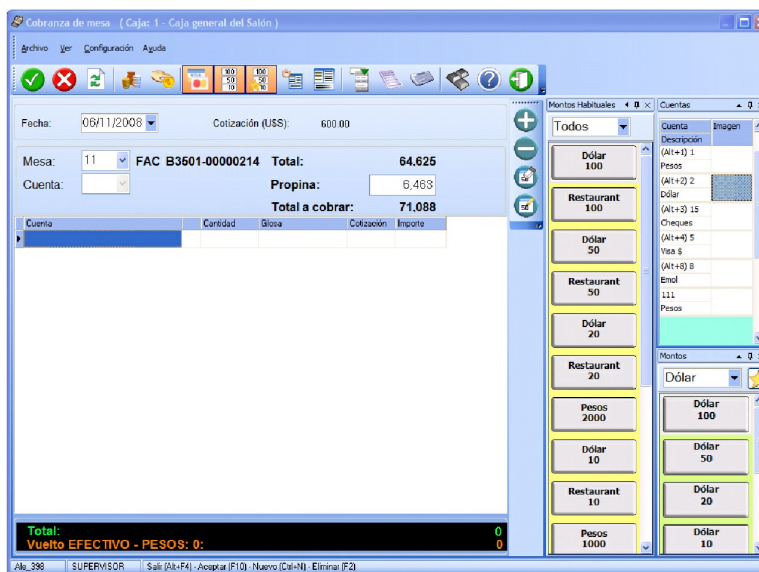 Cobranza de mesa ( Caja: 1 - Caja general del Salón )
Archivo Ver Configuración Ayuda
Fecha: 06/11/2008 Cotización (U$S): 600.00
Mesa: 11 FAC B3501-00000214 Total: 64.625
Cuenta: Propina: 6,463
Total a cobrar: 71.088
Cuenta Cantidad Glosa Cotización Importe
Total: 0
Vuelto EFECTIVO - PESOS: 0: 0
Montos Habituales
Todos
Dólar
100
Restaurant
100
Dólar
50
Restaurant
50
Dólar
20
Restaurant
20
Pesos
2000
Dólar
10
Restaurant
10
Pesos
1000
Cuentas
Cuenta Imagen
Descripción
(Alt+1) 1
Pesos
(Alt+2) 2
Dólar
(Alt+3) 15
Cheques
(Alt+4) 5
Visa $
(Alt+8) 8
Emol
111
Pesos
Montos
Dólar
Dólar
100
Dólar
50
Dólar
20
Dólar
10
Ale_398 SUPERVISOR Salir (Alt+F4) - Aceptar (F10) - Nuevo (Ctrl+N) - Eliminar (F2)